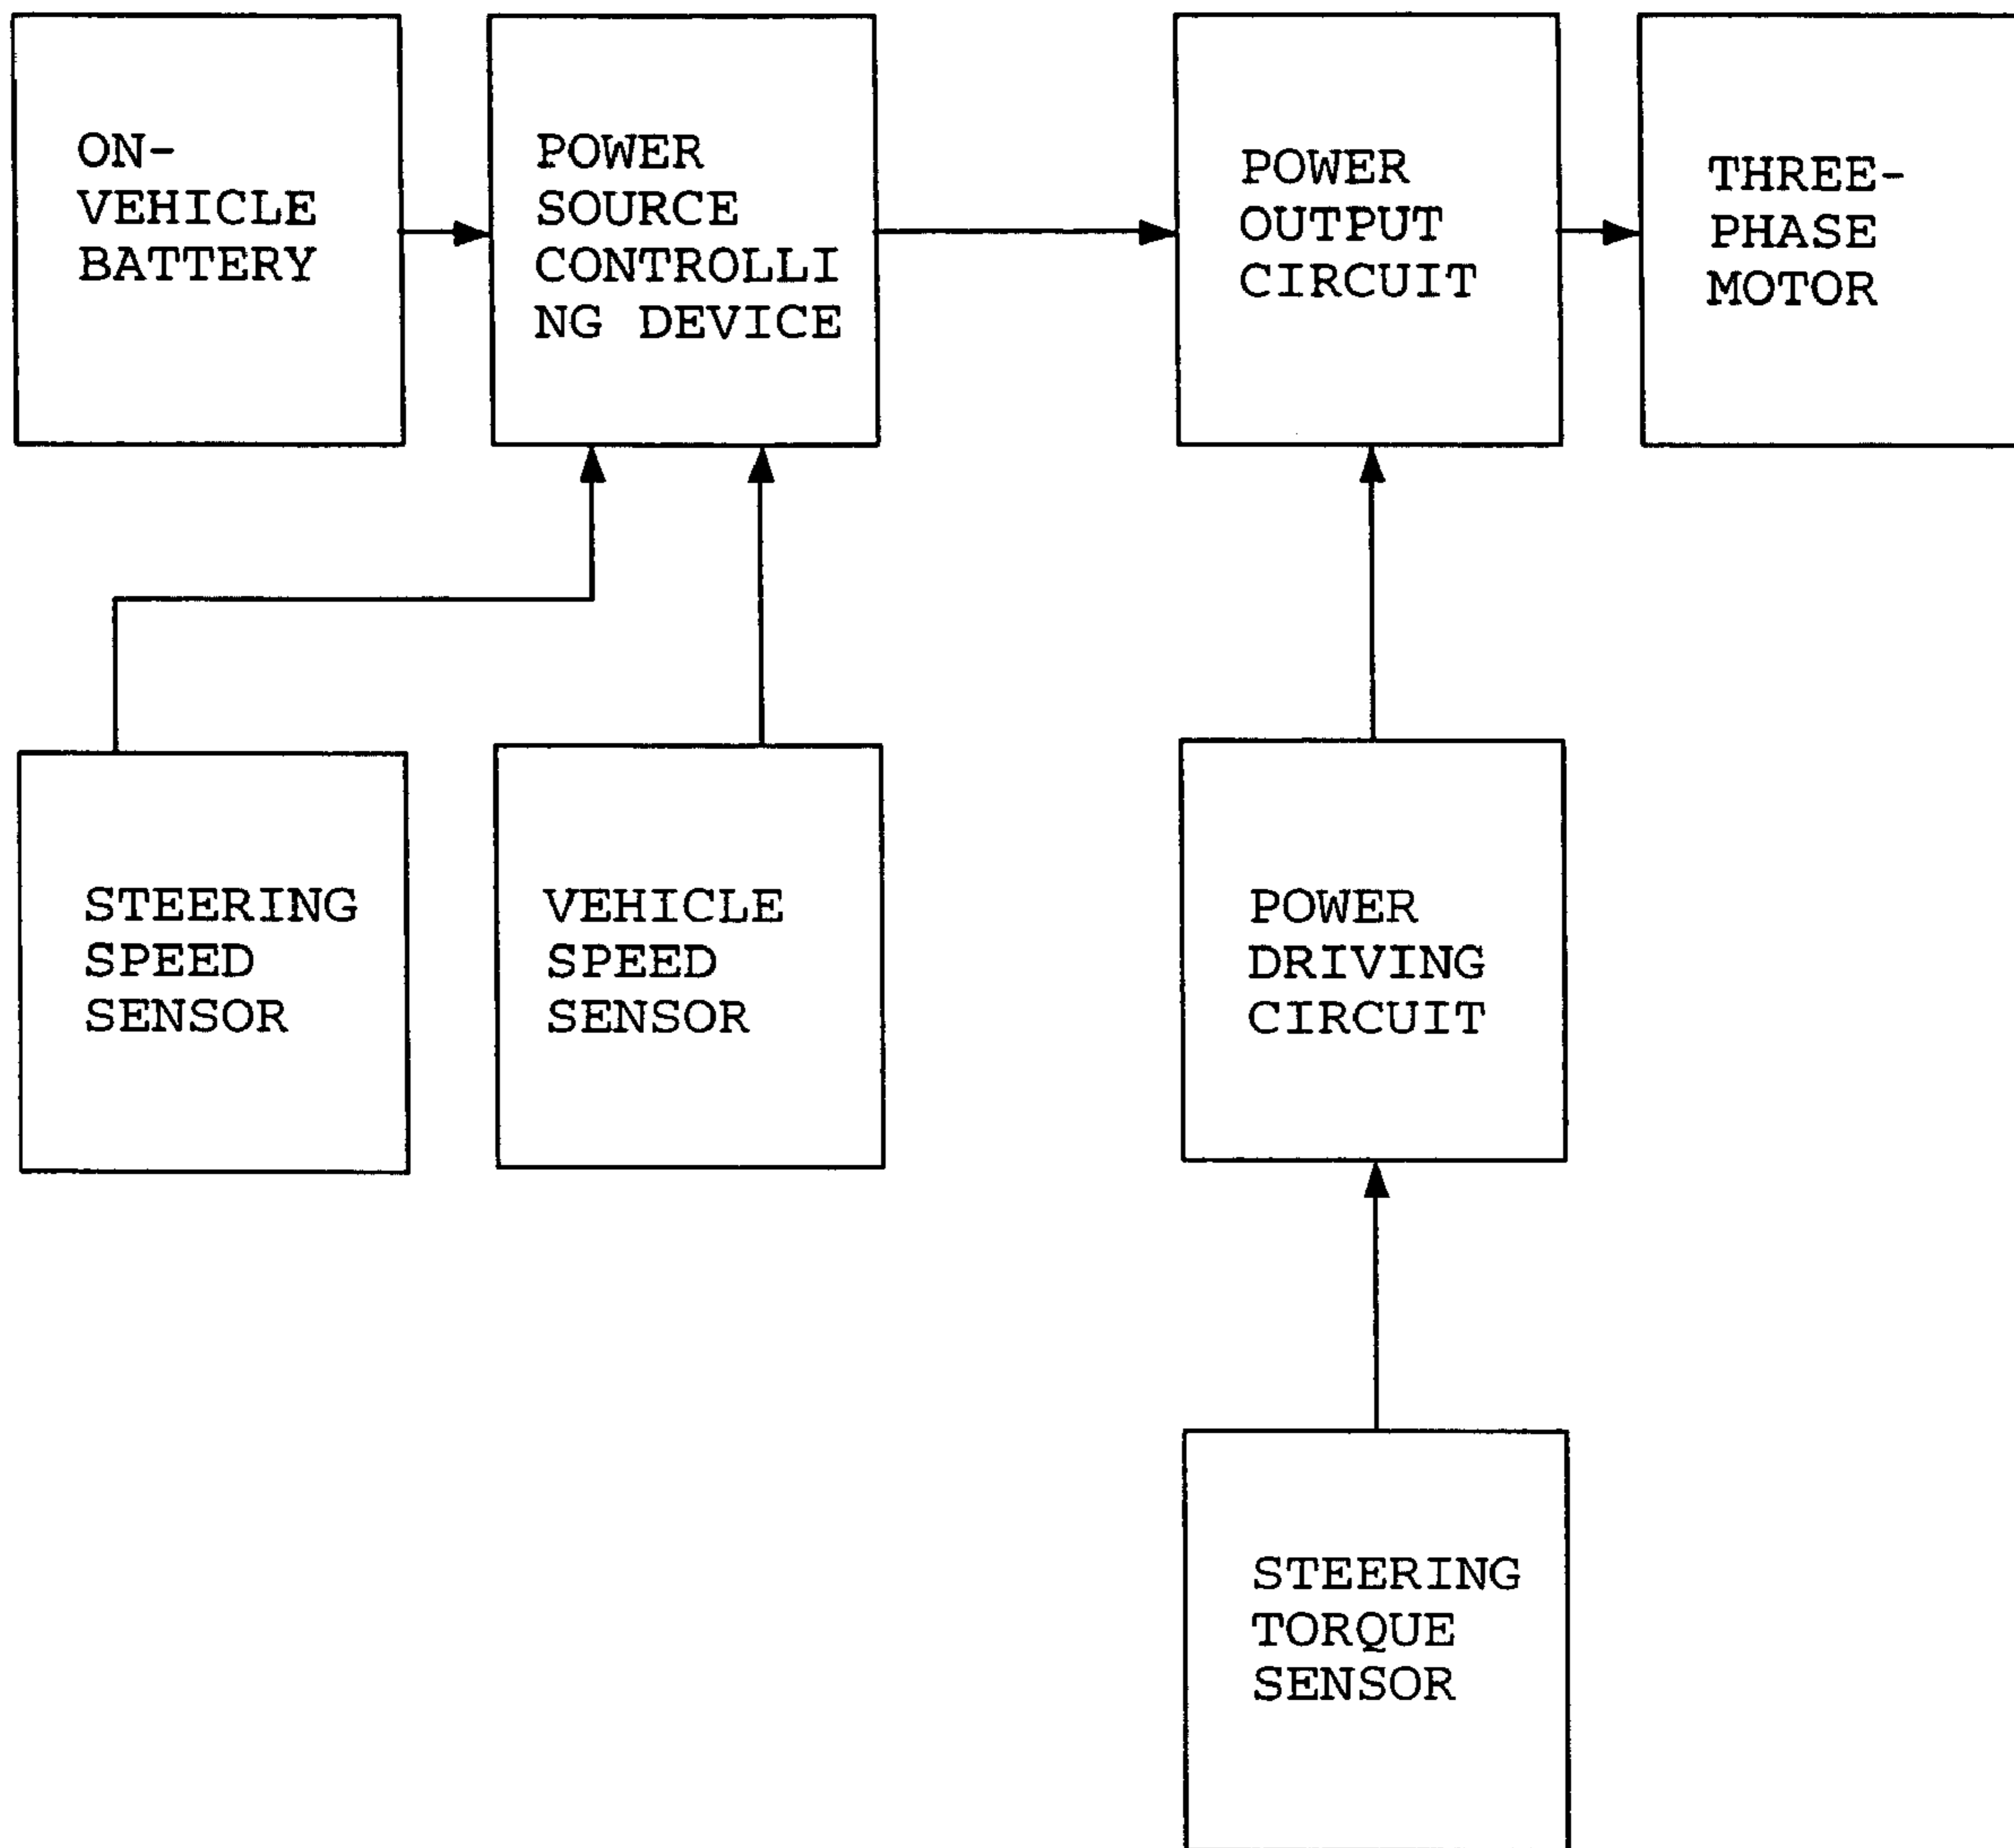 ON-
VEHICLE
BATTERY
POWER
SOURCE
CONTROLLI
NG DEVICE
POWER
OUTPUT
CIRCUIT
THREE-
PHASE
MOTOR
STEERING
SPEED
SENSOR
VEHICLE
SPEED
SENSOR
POWER
DRIVING
CIRCUIT
STEERING
TORQUE
SENSOR